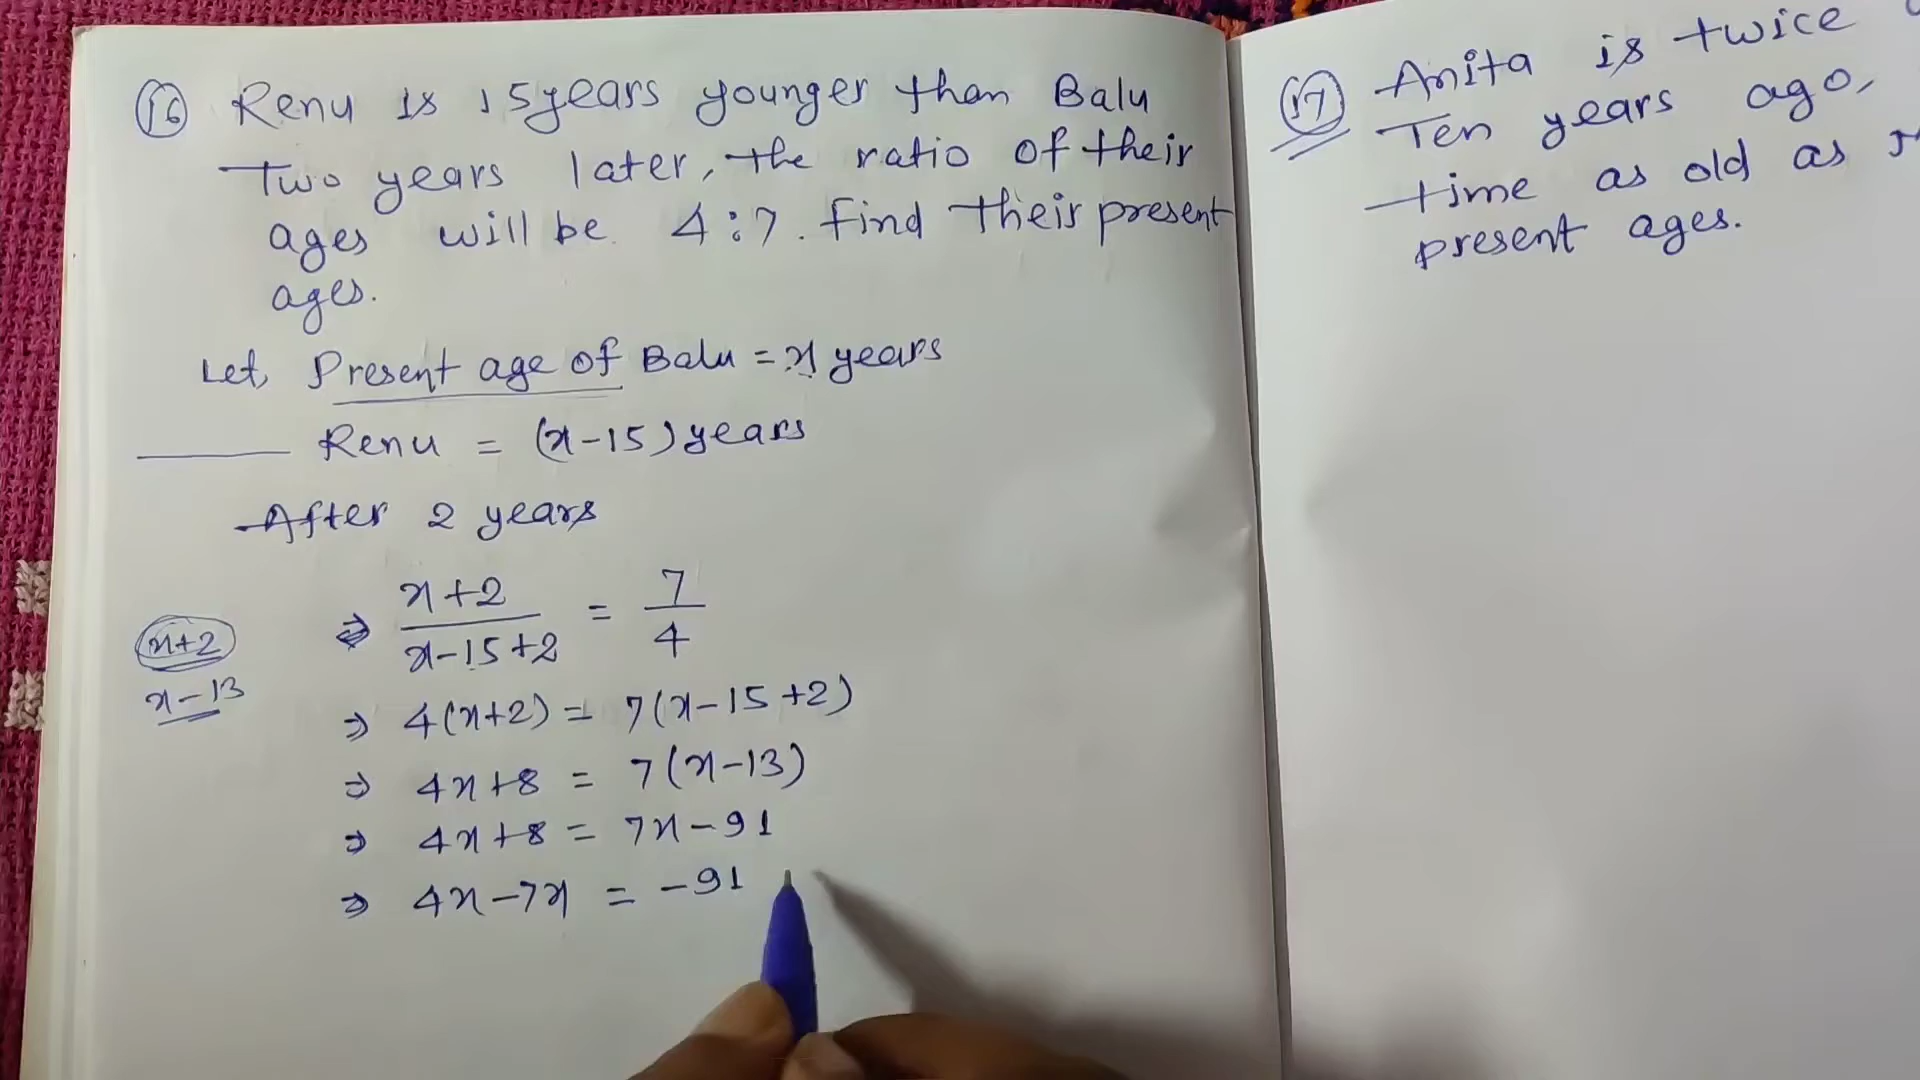 16 Renu is 15 years younger than Balu
Two years later, the ratio of their
ages will be 4:7. Find their present
ages.
Let, Present age of Balu = x years
Renu = (x-15) years
After 2 years
⇒ x+2 / x-15+2 = 7/4
x+2
x-13
⇒ 4(x+2) = 7(x-15+2)
⇒ 4x+8 = 7(x-13)
⇒ 4x+8 = 7x-91
⇒ 4x-7x = -91
17 Anita is twice
Ten years ago,
time as old as
present ages.